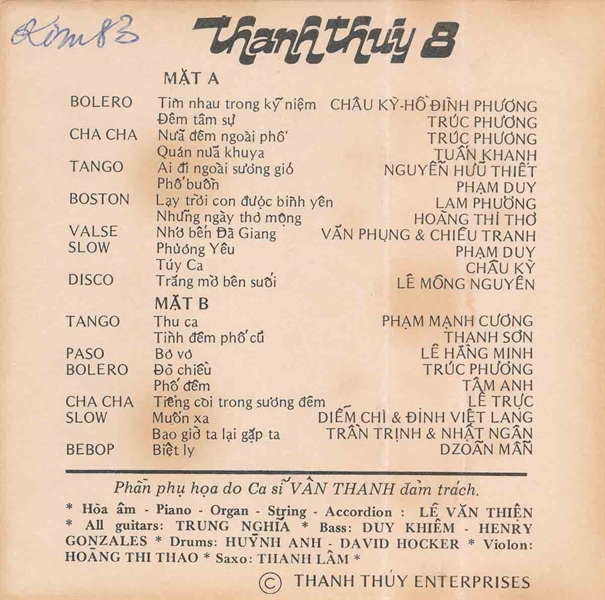 Thanh Thúy 8
MẶT A
BOLERO Tìm nhau trong kỹ niệm CHÂU KỲ-HỒ ĐÌNH PHƯƠNG
Đêm tâm sự TRÚC PHƯƠNG
CHA CHA Nửa đêm ngoài phố TRÚC PHƯƠNG
Quán nửa khuya TUẤN KHANH
TANGO Ai đi ngoài sương gió NGUYỄN HỮU THIẾT
Phố buồn PHẠM DUY
BOSTON Lạy trời con được bình yên LAM PHƯƠNG
Những ngày thơ mộng HOÀNG THI THƠ
VALSE Nhớ bến Đà Giang VĂN PHỤNG & CHIÊU TRANH
SLOW Phượng Yêu PHẠM DUY
Túy Ca CHÂU KỲ
DISCO Trăng mờ bên suối LÊ MỘNG NGUYÊN
MẶT B
TANGO Thu ca PHẠM MẠNH CƯƠNG
Tình đêm phố cũ THANH SƠN
PASO Bơ vơ LÊ HẰNG MINH
BOLERO Đò chiều TRÚC PHƯƠNG
Phố đêm TÂM ANH
CHA CHA Tiếng còi trong sương đêm LÊ TRỰC
SLOW Muốn xa DIỄM CHI & ĐINH VIỆT LANG
Bao giờ ta lại gặp ta TRẦN TRỊNH & NHẬT NGÂN
BEBOP Biệt ly DZOÃN MẪN
Phần phụ họa do Ca sĩ VÂN THANH đảm trách.
* Hòa âm - Piano - Organ - String - Accordion : LÊ VĂN THIỆN
* All guitars: TRUNG NGHĨA * Bass: DUY KHIÊM - HENRY
GONZALES * Drums: HUỲNH ANH - DAVID HOCKER * Violon:
HOÀNG THI THAO * Saxo: THANH LÂM *
© THANH THÚY ENTERPRISES